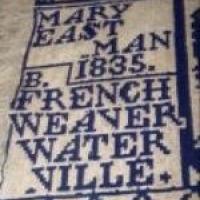 MARY
EAST
MAN
1835.
B.
FRENCH
WEAVER
WATER
VILLE.